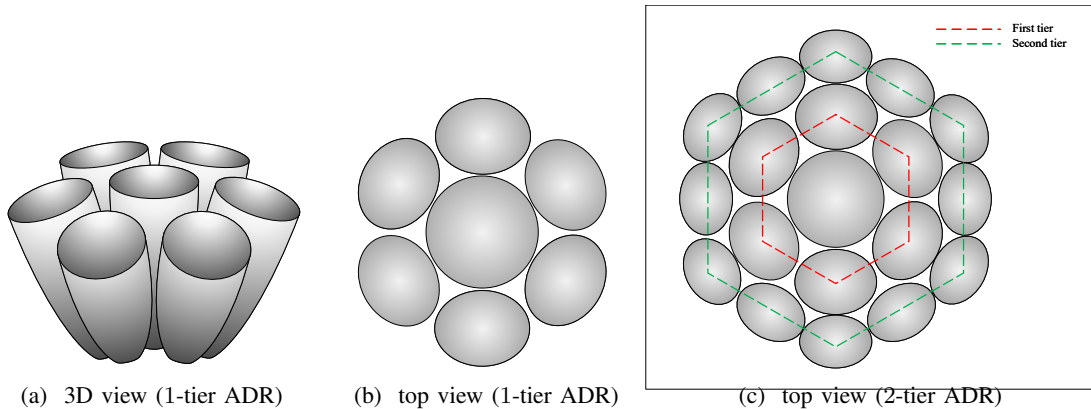 First tier
Second tier
(a) 3D view (1-tier ADR)
(b) top view (1-tier ADR)
(c) top view (2-tier ADR)